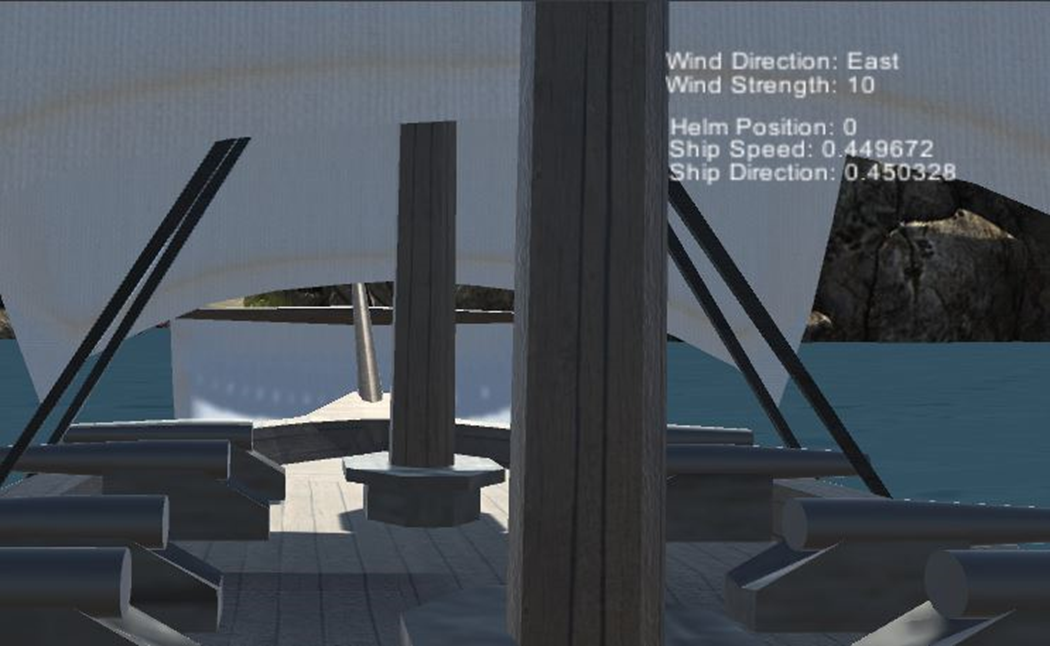 Wind Direction: East
Wind Strength: 10
Helm Position: 0
Ship Speed: 0.449672
Ship Direction: 0.450328